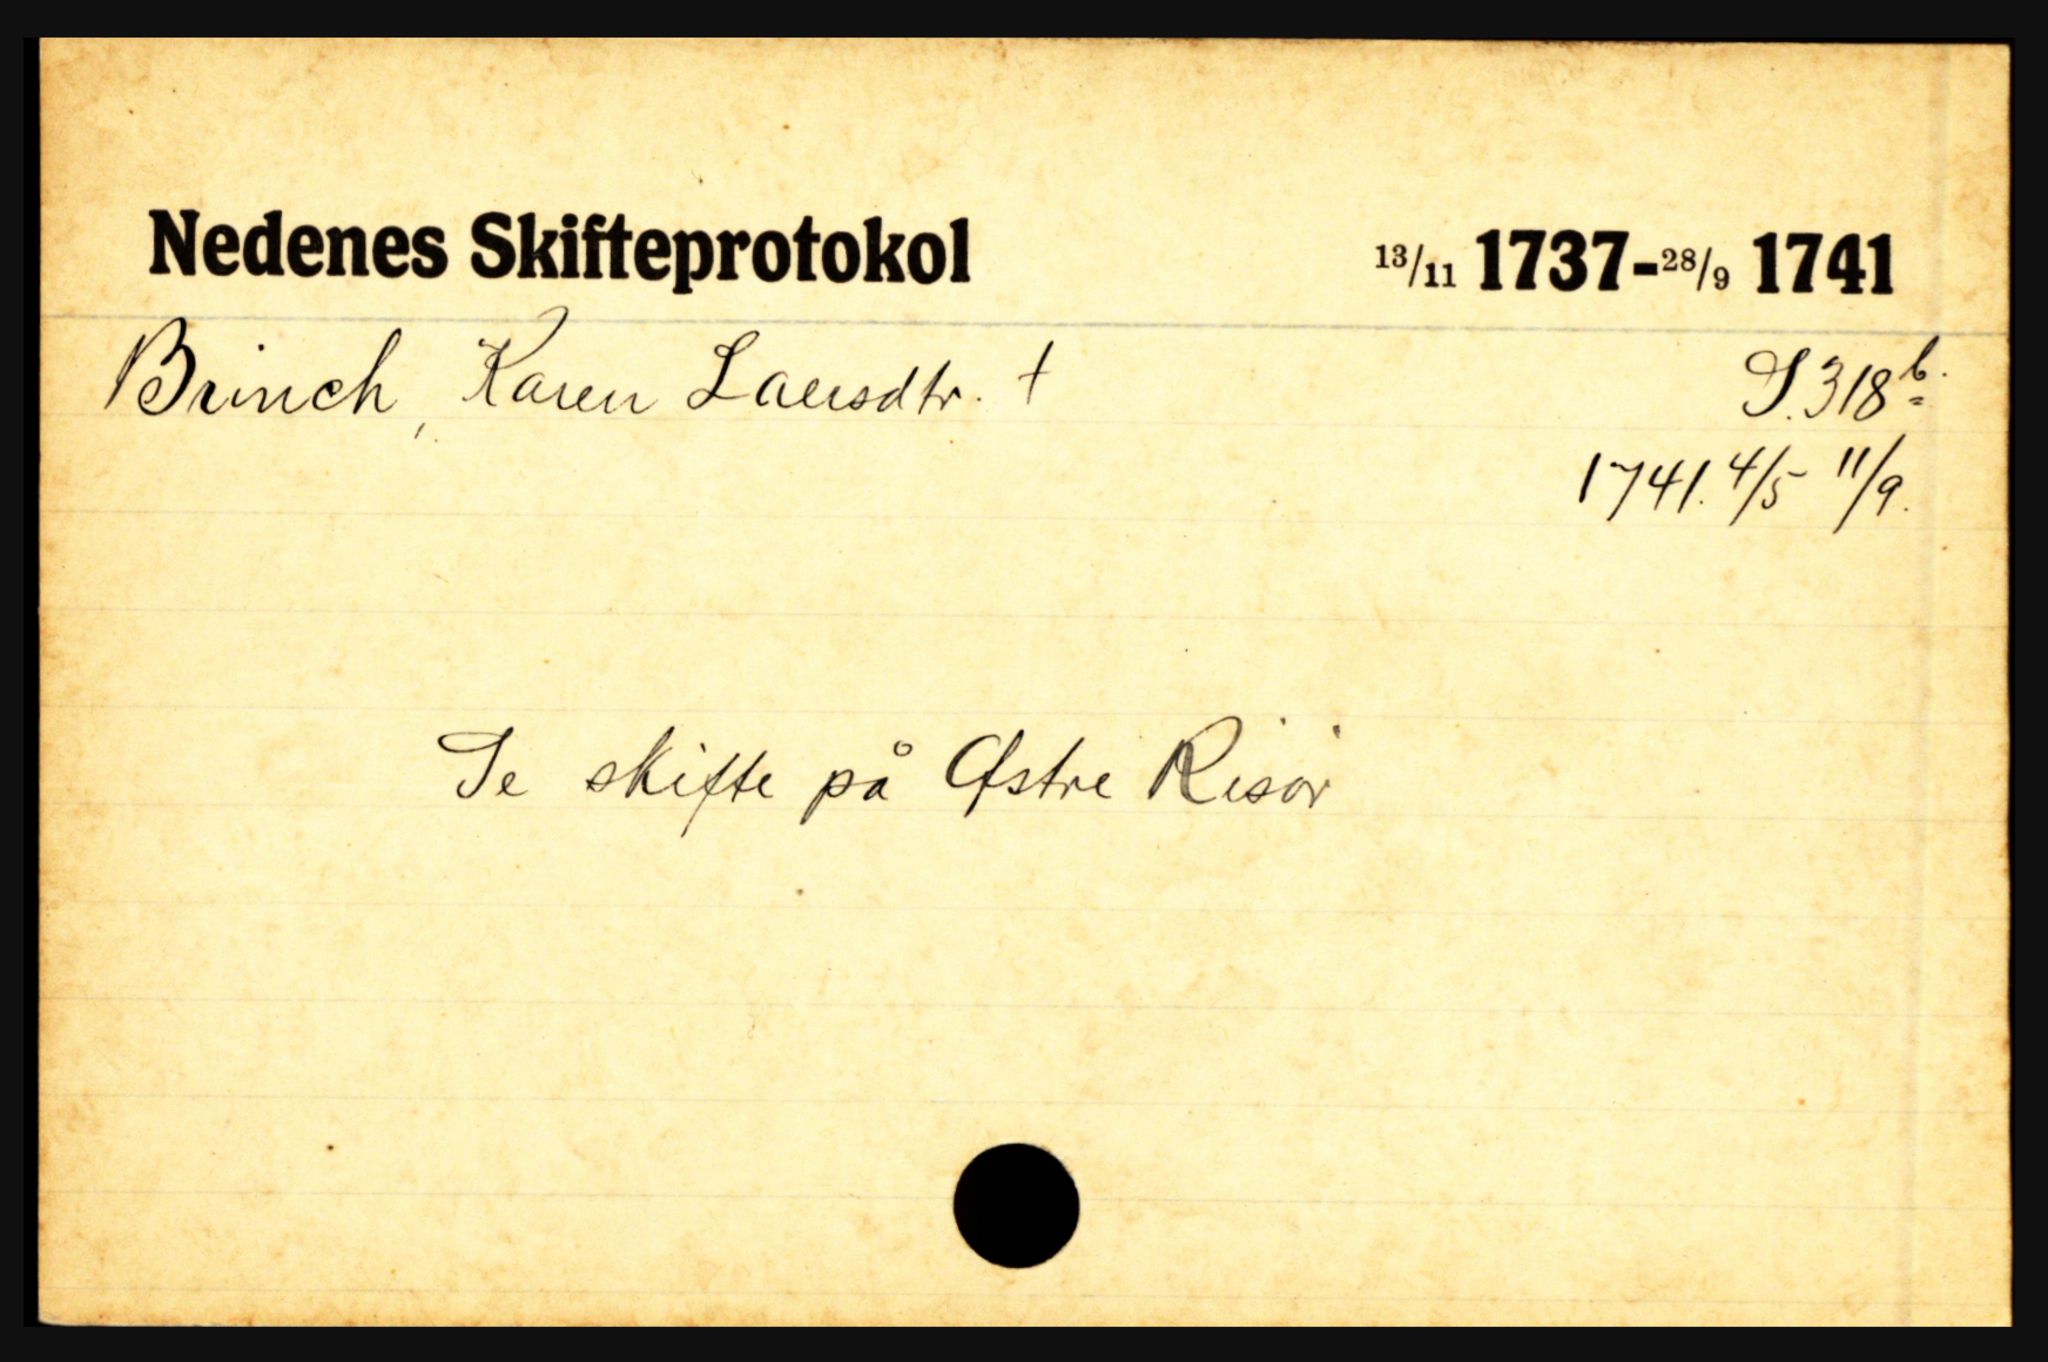 Nedenes Skifteprotokol 13/11 1737-28/9 1741
Brinch, Karen Laersdtr. † S. 318b.
1741. 4/5 11/9.
Se skifte på Østre Risør